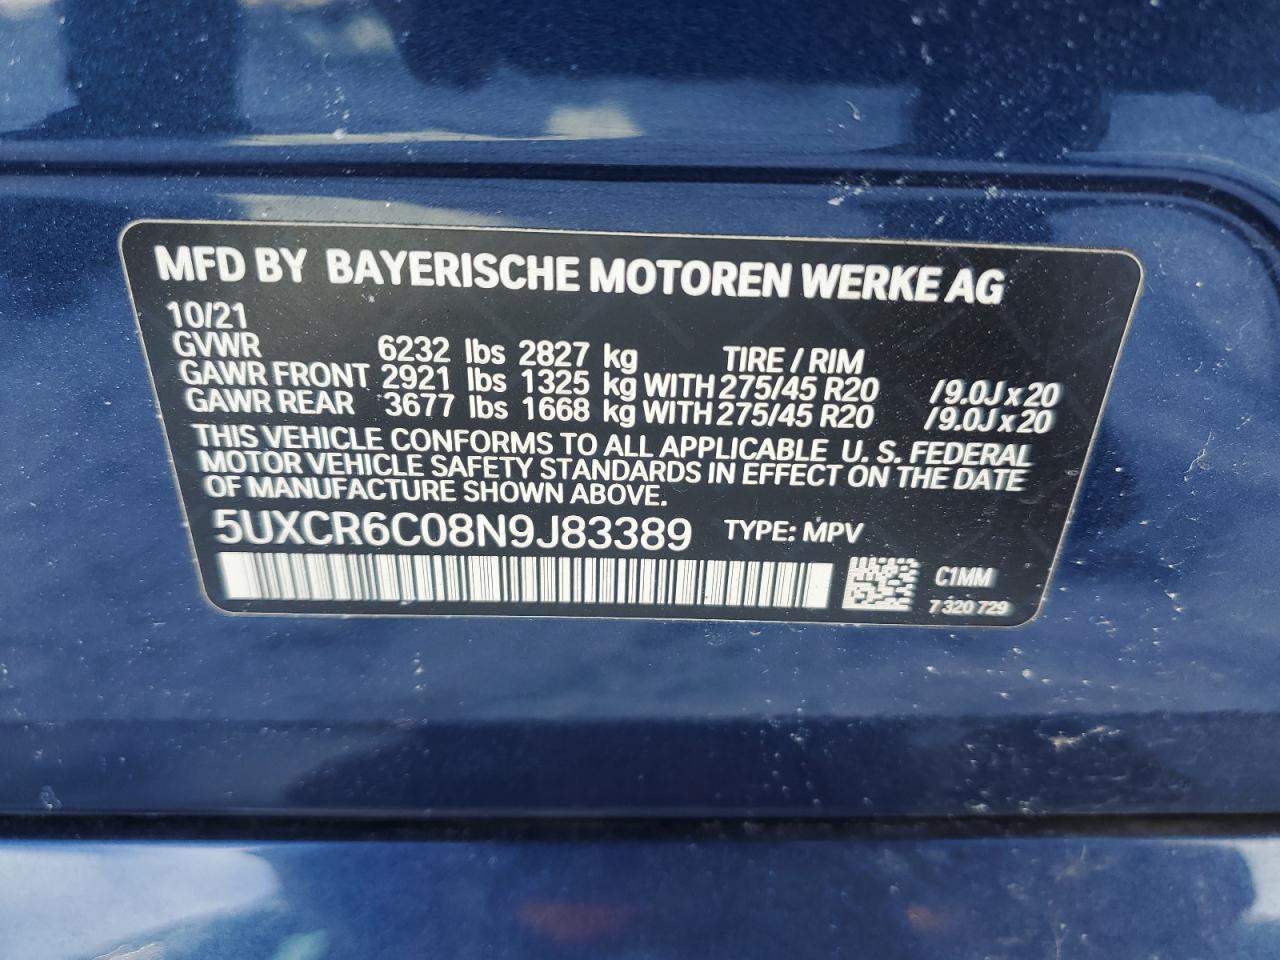 MFD BY BAYERISCHE MOTOREN WERKE AG
10/21
GVWR 6232 lbs 2827 kg TIRE / RIM
GAWR FRONT 2921 lbs 1325 kg WITH 275/45 R20 /9.0J x 20
GAWR REAR 3677 lbs 1668 kg WITH 275/45 R20 /9.0J x 20
THIS VEHICLE CONFORMS TO ALL APPLICABLE U. S. FEDERAL
MOTOR VEHICLE SAFETY STANDARDS IN EFFECT ON THE DATE
OF MANUFACTURE SHOWN ABOVE.
5UXCR6C08N9J83389 TYPE: MPV
C1MM
7 320 729